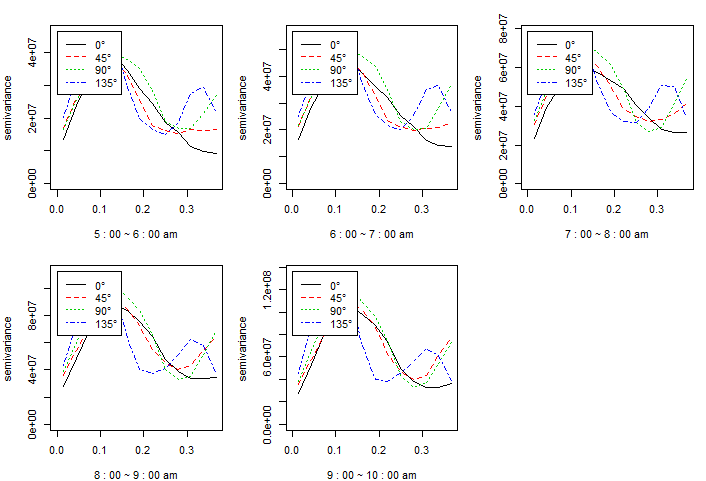 semivariance
0e+00 2e+07 4e+07
0°
45°
90°
135°
0.0 0.1 0.2 0.3
5 : 00 ~ 6 : 00 am
semivariance
0e+00 2e+07 4e+07
0°
45°
90°
135°
0.0 0.1 0.2 0.3
6 : 00 ~ 7 : 00 am
semivariance
0e+00 2e+07 4e+07 6e+07 8e+07
0°
45°
90°
135°
0.0 0.1 0.2 0.3
7 : 00 ~ 8 : 00 am
semivariance
0e+00 4e+07 8e+07
0°
45°
90°
135°
0.0 0.1 0.2 0.3
8 : 00 ~ 9 : 00 am
semivariance
0.0e+00 6.0e+07 1.2e+08
0°
45°
90°
135°
0.0 0.1 0.2 0.3
9 : 00 ~ 10 : 00 am